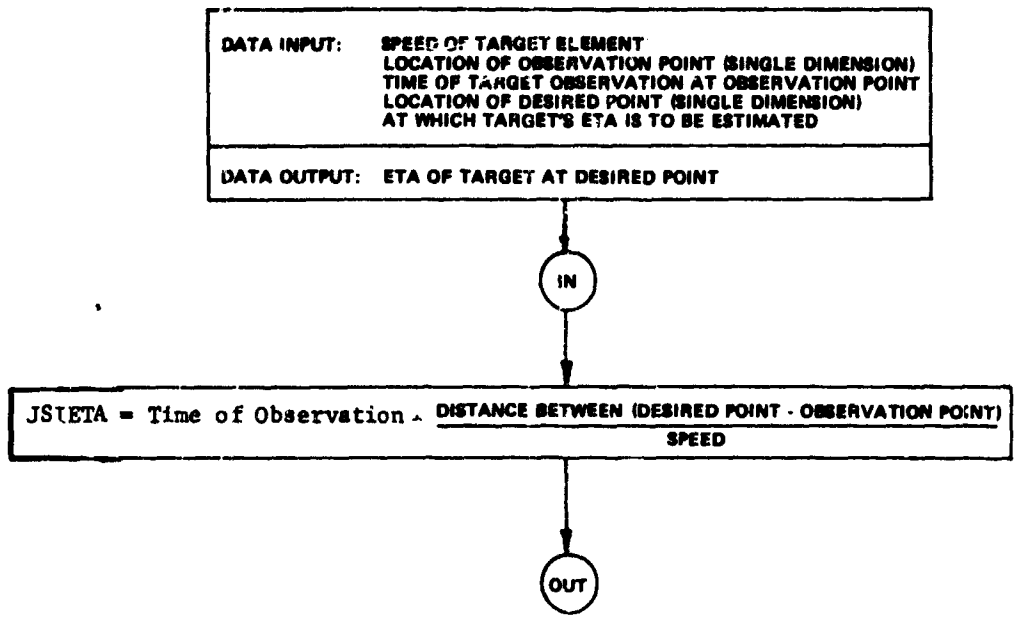 DATA INPUT: SPEED OF TARGET ELEMENT
LOCATION OF OBSERVATION POINT (SINGLE DIMENSION)
TIME OF TARGET OBSERVATION AT OBSERVATION POINT
LOCATION OF DESIRED POINT (SINGLE DIMENSION)
AT WHICH TARGET'S ETA IS TO BE ESTIMATED
DATA OUTPUT: ETA OF TARGET AT DESIRED POINT
IN
= Time of Observation DISTANCE BETWEEN (DESIRED POINT - OBSERVATION POINT)
SPEED
OUT